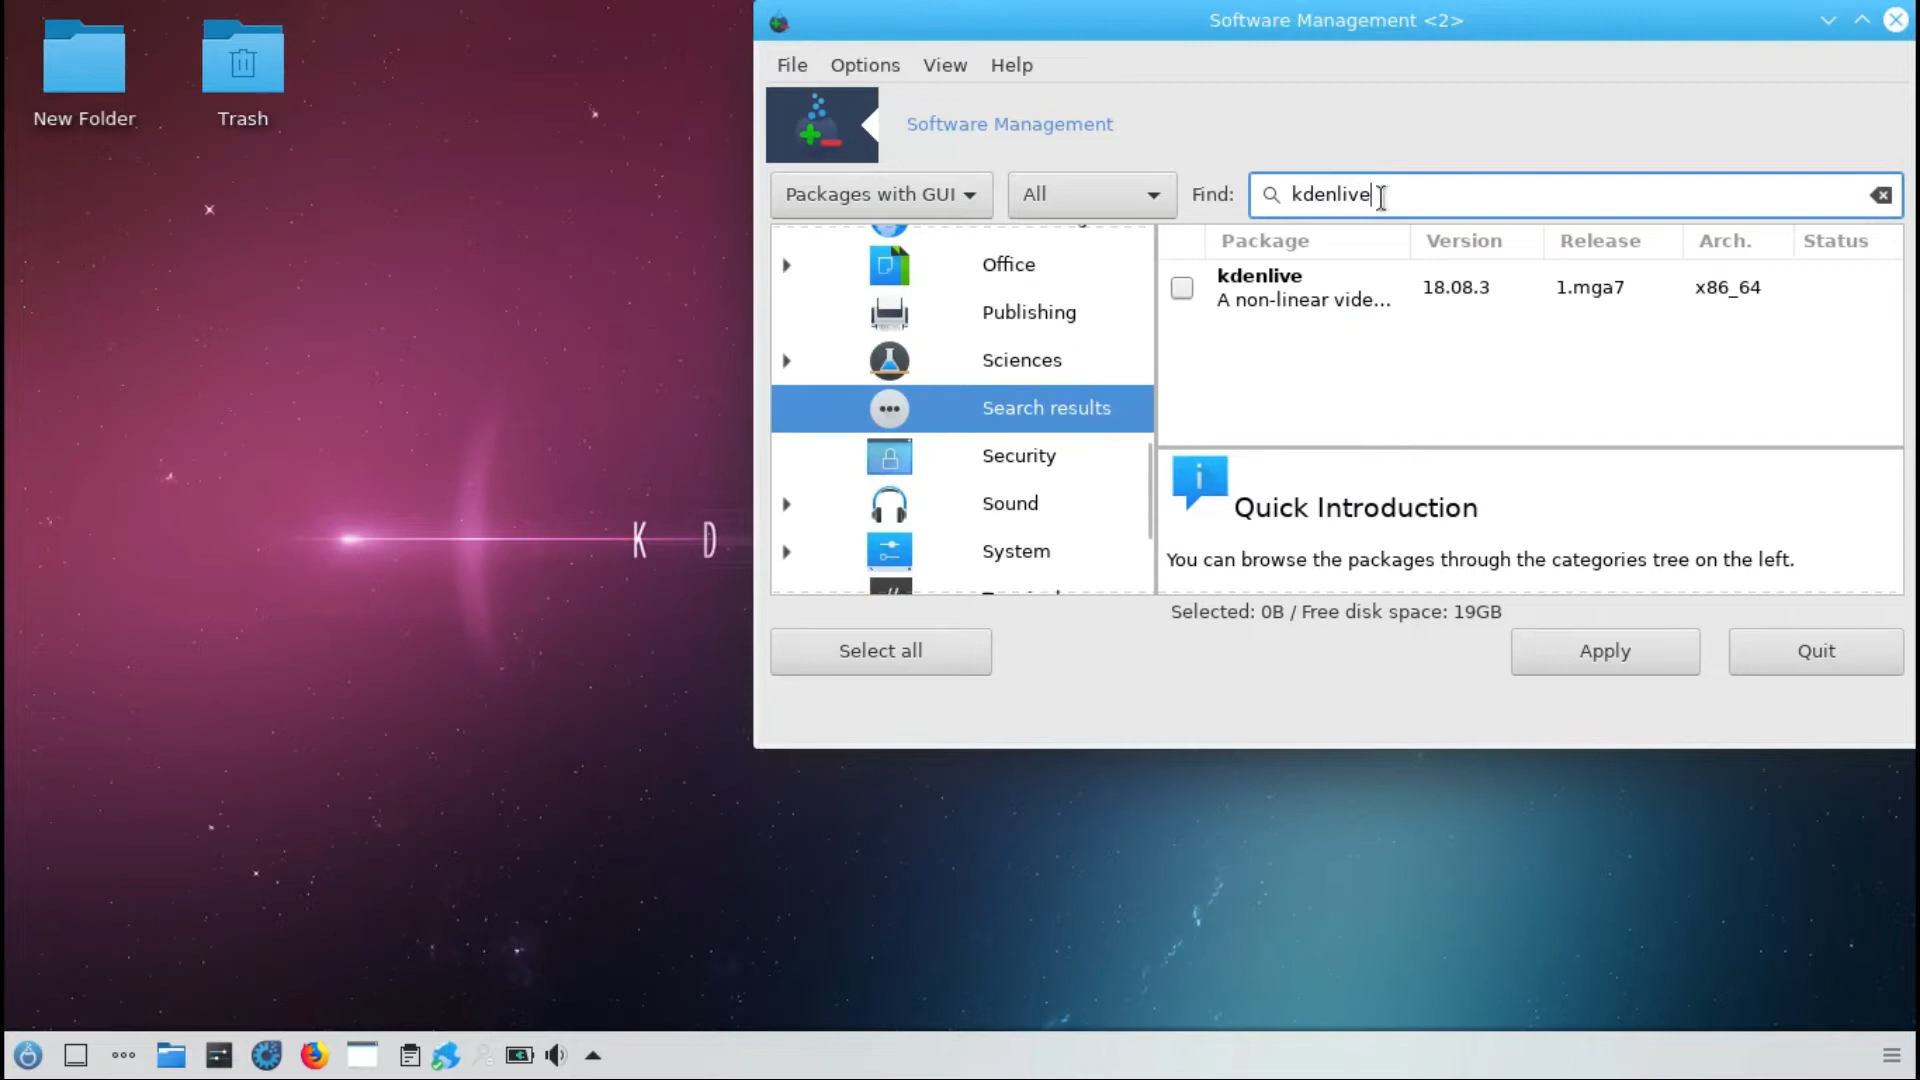 New Folder
Trash
K D
Software Management <2>
File Options View Help
Software Management
Packages with GUI All Find: kdenlive
Office
Publishing
Sciences
Search results
Security
Sound
System
Package Version Release Arch. Status
kdenlive
A non-linear vide... 18.08.3 1.mga7 x86_64
Quick Introduction
You can browse the packages through the categories tree on the left.
Selected: 0B / Free disk space: 19GB
Select all Apply Quit